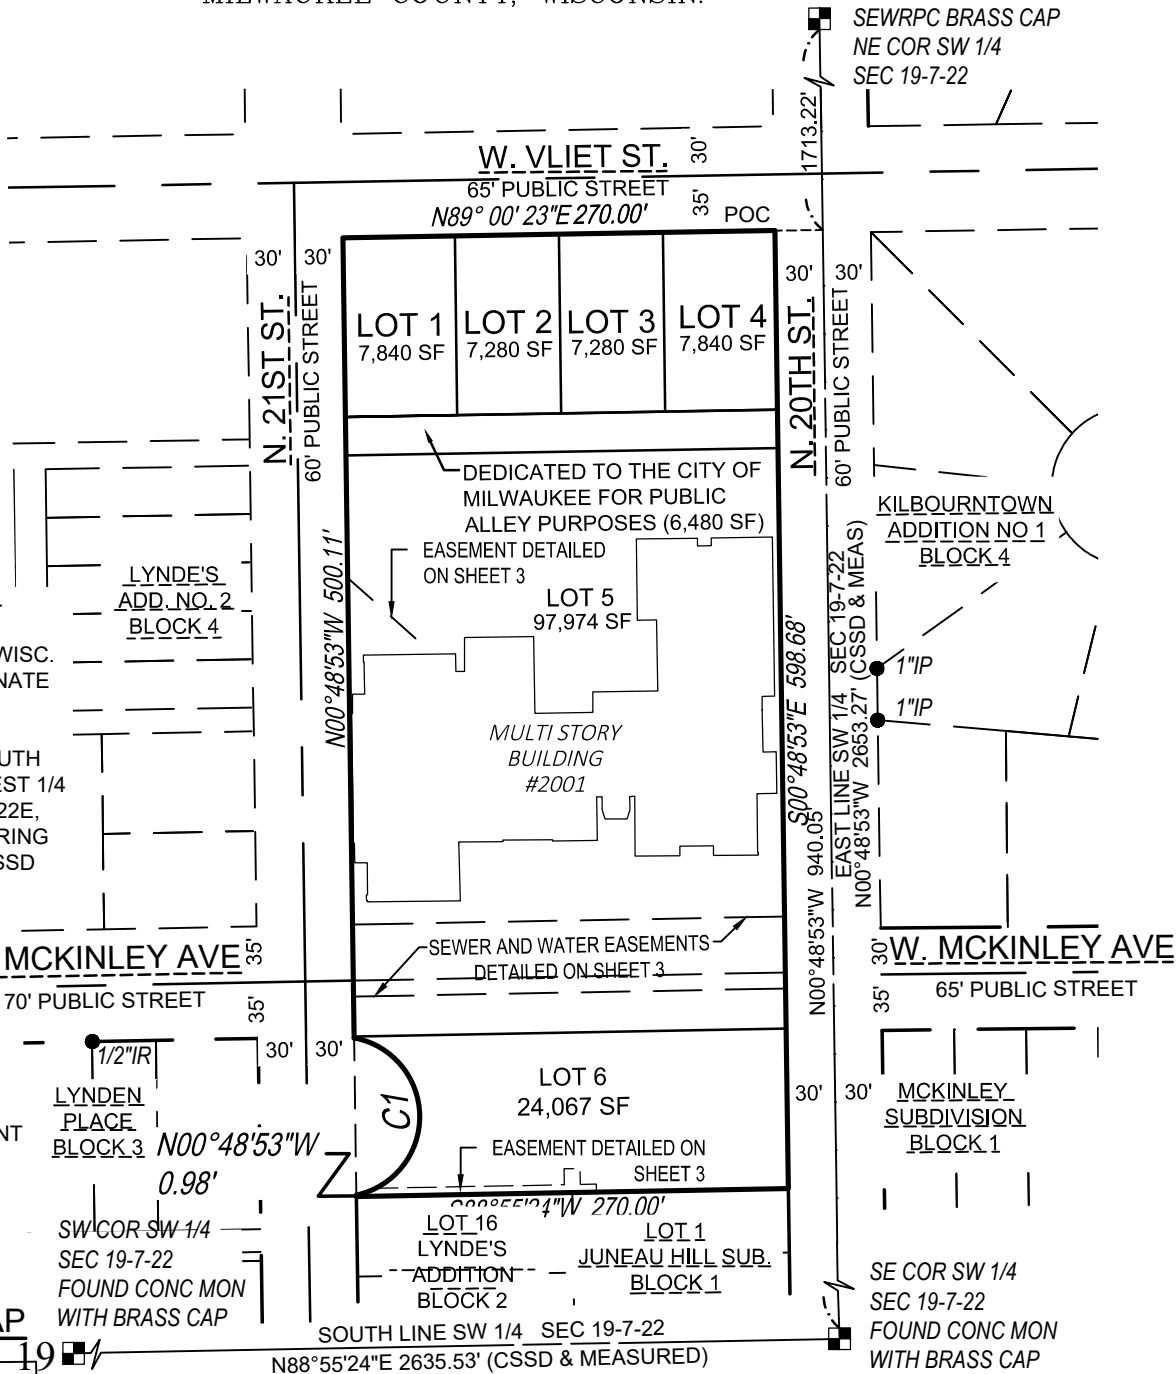 SEWRPC BRASS CAP
NE COR SW 1/4
SEC 19-7-22
1713.22'
W. VLIET ST.
30'
65' PUBLIC STREET
35'
N89° 00' 23"E 270.00'
POC
30'
30'
30'
30'
N. 21ST ST.
60' PUBLIC STREET
LOT 1
7,840 SF
LOT 2
7,280 SF
LOT 3
7,280 SF
LOT 4
7,840 SF
N. 20TH ST.
60' PUBLIC STREET
DEDICATED TO THE CITY OF
MILWAUKEE FOR PUBLIC
ALLEY PURPOSES (6,480 SF)
EASEMENT DETAILED
ON SHEET 3
KILBOURNTOWN
ADDITION NO 1
BLOCK 4
LYNDE'S
ADD. NO. 2
BLOCK 4
N00°48'53"W 500.11'
LOT 5
97,974 SF
WISC.
NATE
S00°48'53"E 598.68'
EAST LINE SW 1/4 SEC 19-7-22
N00°48'53"W 2653.27' (CSSD & MEAS)
1"IP
1"IP
MULTI STORY
BUILDING
#2001
UTH
EST 1/4
22E,
RING
SSD
N00°48'53"W 940.05'
MCKINLEY AVE
35'
70' PUBLIC STREET
35'
SEWER AND WATER EASEMENTS
DETAILED ON SHEET 3
30'
W. MCKINLEY AVE
35'
65' PUBLIC STREET
1/2"IR
30'
30'
LYNDEN
PLACE
BLOCK 3
NT
C1
LOT 6
24,067 SF
30'
30'
MCKINLEY
SUBDIVISION
BLOCK 1
N00°48'53"W
0.98'
EASEMENT DETAILED ON
SHEET 3
S88°55'24"W 270.00'
SW COR SW 1/4
SEC 19-7-22
FOUND CONC MON
WITH BRASS CAP
LOT 16
LYNDE'S
ADDITION
BLOCK 2
LOT 1
JUNEAU HILL SUB.
BLOCK 1
SE COR SW 1/4
SEC 19-7-22
FOUND CONC MON
WITH BRASS CAP
AP
19
SOUTH LINE SW 1/4 SEC 19-7-22
N88°55'24"E 2635.53' (CSSD & MEASURED)